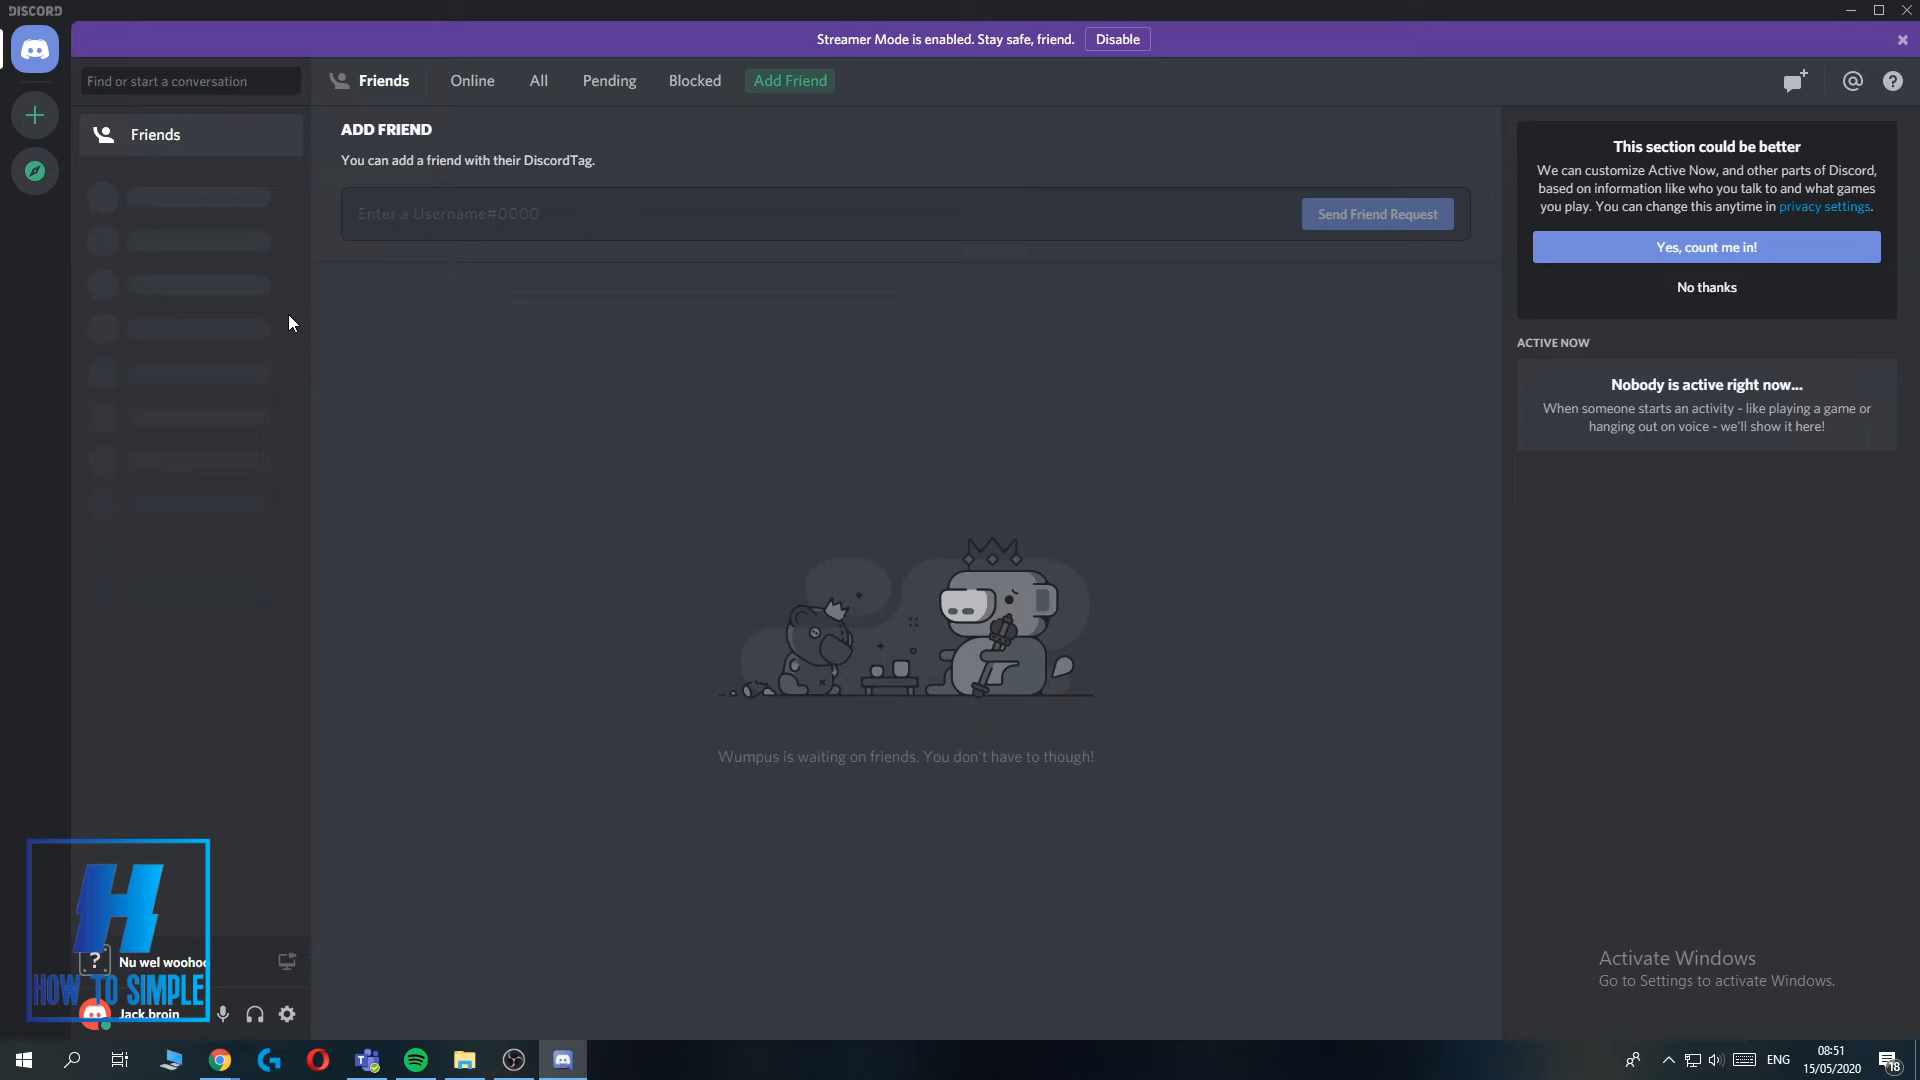 DISCORD
Streamer Mode is enabled. Stay safe, friend.
Disable
Find or start a conversation
Friends
Online
All
Pending
Blocked
Add Friend
Friends
ADD FRIEND
You can add a friend with their DiscordTag.
Enter a Username#0000
Send Friend Request
This section could be better
We can customize Active Now, and other parts of Discord,
based on information like who you talk to and what games
you play. You can change this anytime in privacy settings.
Yes, count me in!
No thanks
ACTIVE NOW
Nobody is active right now...
When someone starts an activity - like playing a game or
hanging out on voice - we'll show it here!
Wumpus is waiting on friends. You don't have to though!
H
? Nu wel woohoo
HOW TO SIMPLE
Jack.broin
Activate Windows
Go to Settings to activate Windows.
ENG
08:51
15/05/2020
18